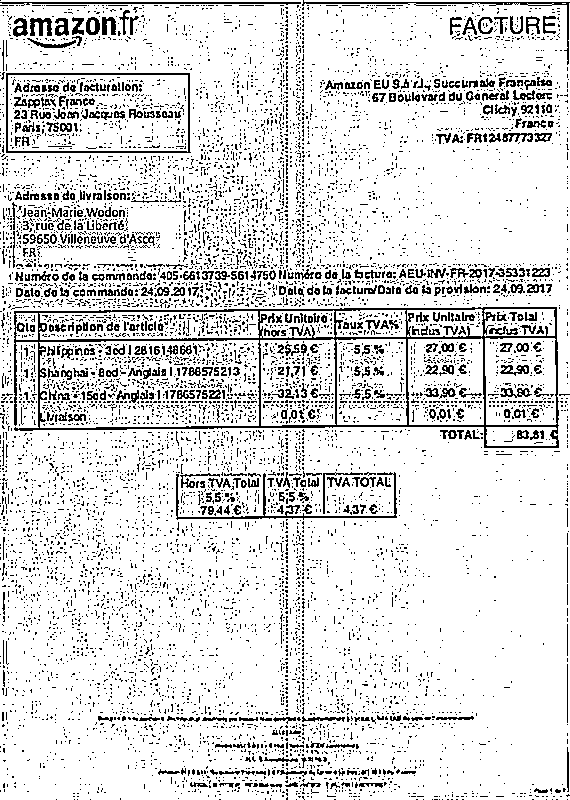 amazon.fr
FACTURE
Adresse de facturation:
Zapptax France
23 Rue Jean Jacques Rousseau
Paris, 75001
FR
Amazon EU S.à r.l., Succursale Française
67 Boulevard du General Leclerc
Clichy 92110
France
TVA: FR12487773327
Adresse de livraison:
Jean-Marie Wodon
3, rue de la Liberté
59650 Villeneuve d'Ascq
FR
Numéro de la commande: 405-6613739-5614750 Numéro de la facture: AEU-INV-FR-2017-35331223
Date de la commande: 24.09.2017 Date de la facture/Date de la provision: 24.09.2017
Qté Description de l'article Prix Unitaire (hors TVA) Taux TVA% Prix Unitaire (inclus TVA) Prix Total (inclus TVA)
1 Philippines - 3ed | 2816148661 25,59 € 5,5 % 27,00 € 27,00 €
1 Shanghai - 8ed - Anglais | 1786575213 21,71 € 5,5 % 22,90 € 22,90 €
1 China - 15ed - Anglais | 1786575221 32,13 € 5,5 % 33,90 € 33,90 €
Livraison 0,01 € 0,01 € 0,01 €
TOTAL: 83,81 €
Hors TVA Total TVA Total TVA TOTAL
5,5 % 5,5 %
79,44 € 4,37 € 4,37 €